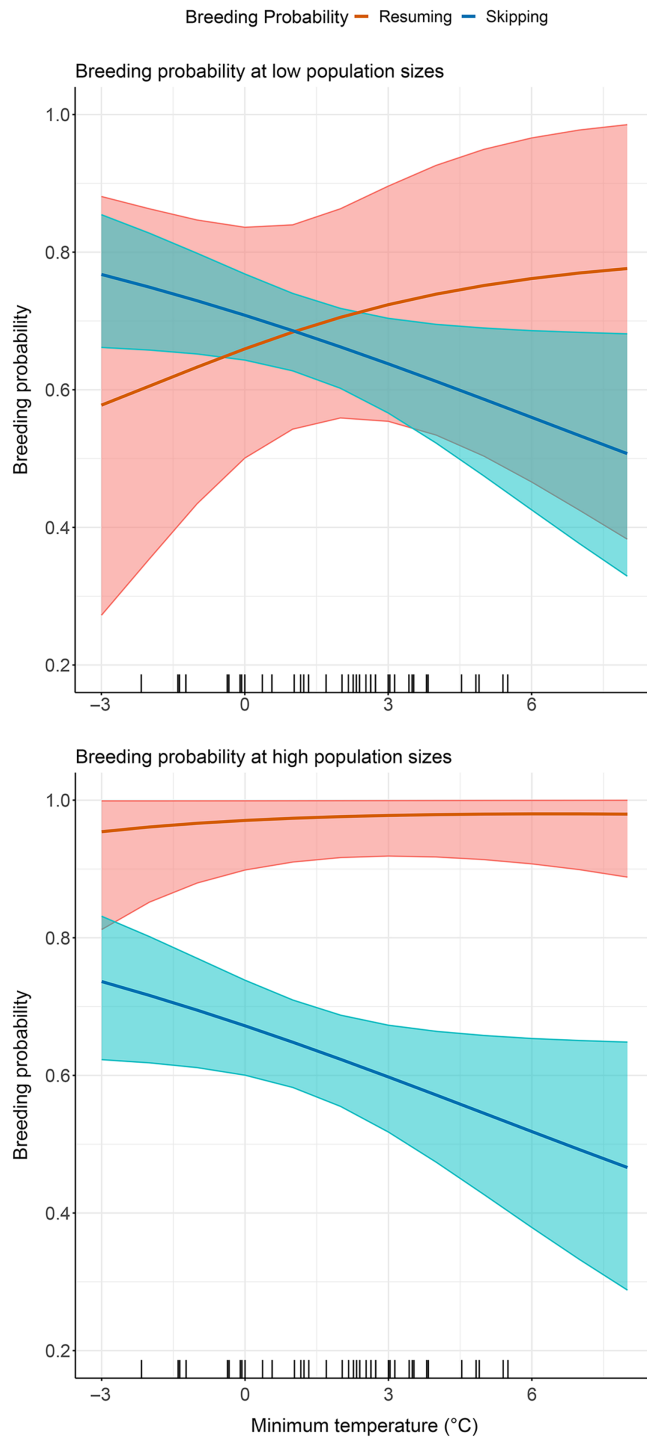 Breeding Probability Resuming Skipping
Breeding probability at low population sizes
1.0
0.8
0.6
0.4
0.2
Breeding probability
−3 0 3 6
Breeding probability at high population sizes
1.0
0.8
0.6
0.4
0.2
Breeding probability
−3 0 3 6
Minimum temperature (°C)